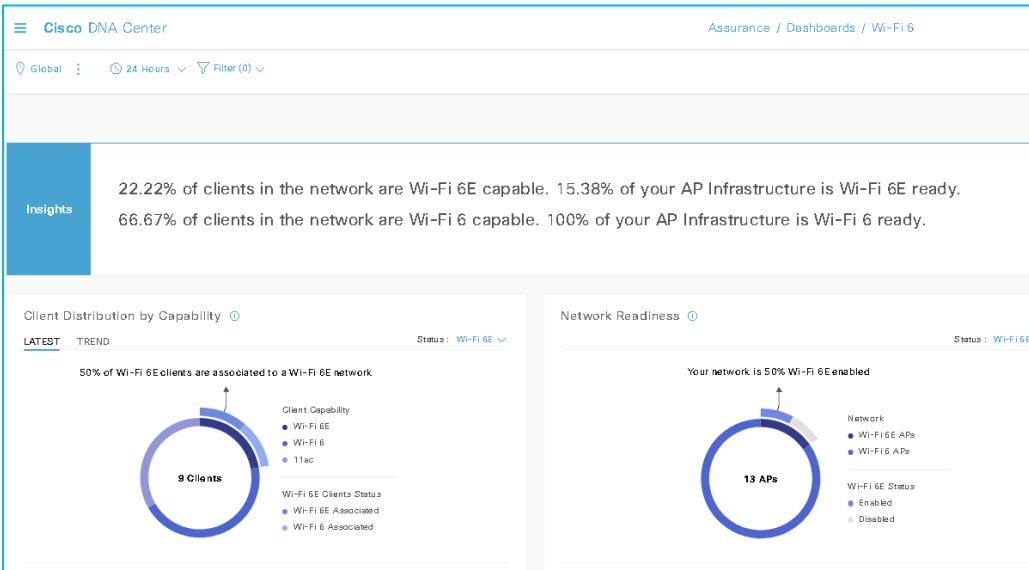 Cisco DNA Center
Assurance / Dashboards / Wi-Fi 6
Global
24 Hours
Filter (0)
Insights
22.22% of clients in the network are Wi-Fi 6E capable. 15.38% of your AP Infrastructure is Wi-Fi 6E ready.
66.67% of clients in the network are Wi-Fi 6 capable. 100% of your AP Infrastructure is Wi-Fi 6 ready.
Client Distribution by Capability
LATEST TREND
Status : Wi-Fi 6E
50% of Wi-Fi 6E clients are associated to a Wi-Fi 6E network
9 Clients
Client Capability
Wi-Fi 6E
Wi-Fi 6
11ac
Wi-Fi 6E Clients Status
Wi-Fi 6E Associated
Wi-Fi 6 Associated
Network Readiness
Status : Wi-Fi 6E
Your network is 50% Wi-Fi 6E enabled
13 APs
Network
Wi-Fi 6E APs
Wi-Fi 6 APs
Wi-Fi 6E Status
Enabled
Disabled